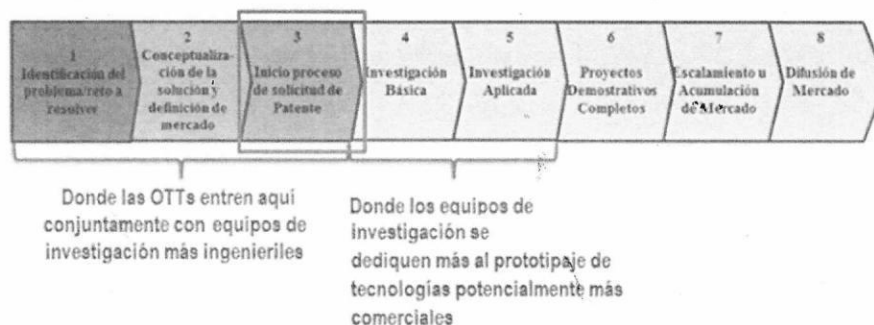 1
Identificación del
problema/reto a
resolver
2
Conceptualiza-
ción de la
solución y
definición de
mercado
3
Inicio proceso
de solicitud de
Patente
4
Investigación
Básica
5
Investigación
Aplicada
6
Proyectos
Demostrativos
Completos
7
Escalamiento u
Acumulación
de Mercado
8
Difusión de
Mercado
Donde las OTTs entren aquí
conjuntamente con equipos de
investigación más ingenieriles
Donde los equipos de
investigación se
dediquen más al prototipaje de
tecnologías potencialmente más
comerciales